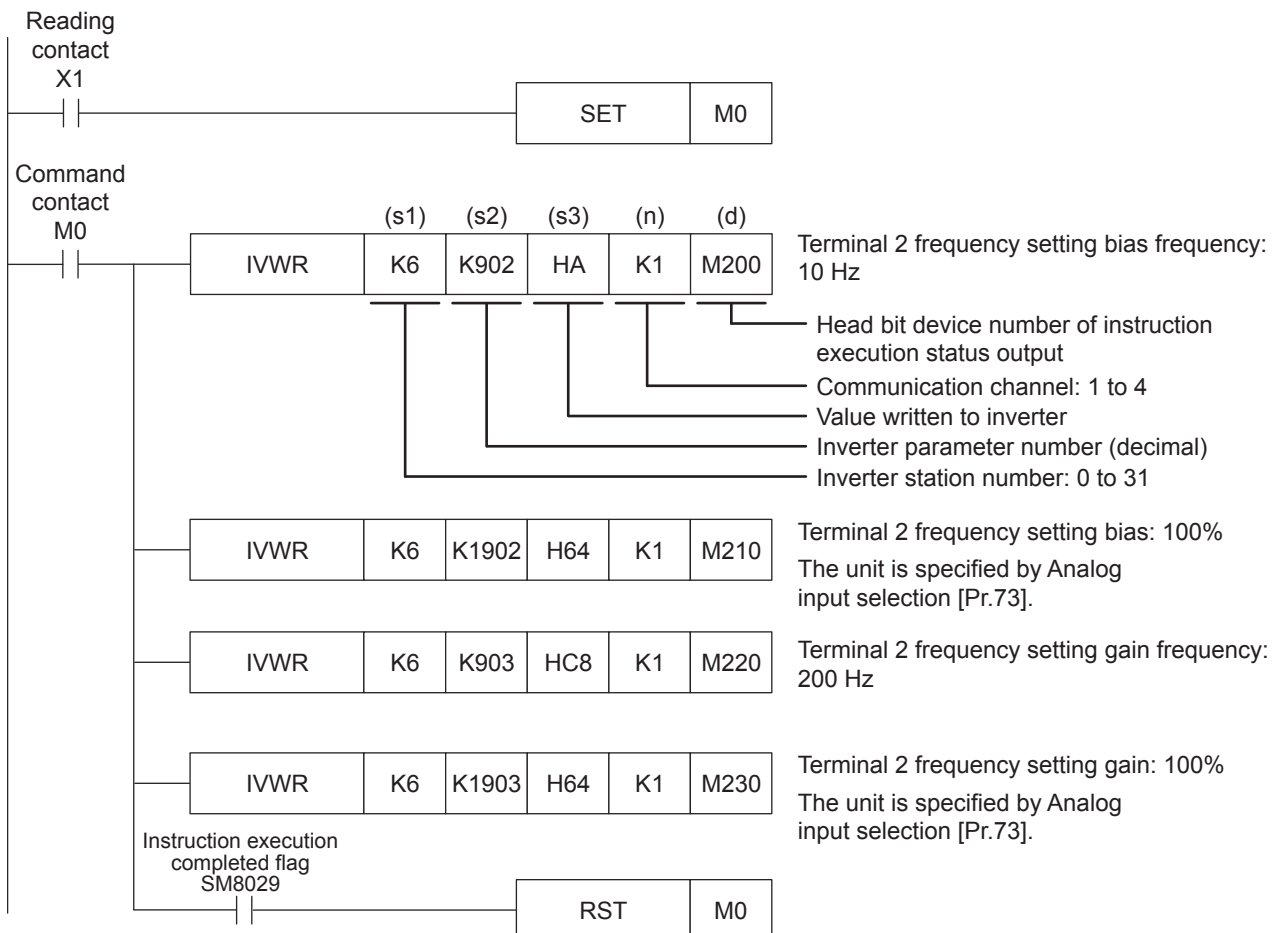 Reading
contact
X1
SET M0
Command
contact
M0
(s1) (s2) (s3) (n) (d)
IVWR K6 K902 HA K1 M200
Terminal 2 frequency setting bias frequency:
10 Hz
Head bit device number of instruction
execution status output
Communication channel: 1 to 4
Value written to inverter
Inverter parameter number (decimal)
Inverter station number: 0 to 31
IVWR K6 K1902 H64 K1 M210
Terminal 2 frequency setting bias: 100%
The unit is specified by Analog
input selection [Pr.73].
IVWR K6 K903 HC8 K1 M220
Terminal 2 frequency setting gain frequency:
200 Hz
IVWR K6 K1903 H64 K1 M230
Terminal 2 frequency setting gain: 100%
The unit is specified by Analog
input selection [Pr.73].
Instruction execution
completed flag
SM8029
RST M0